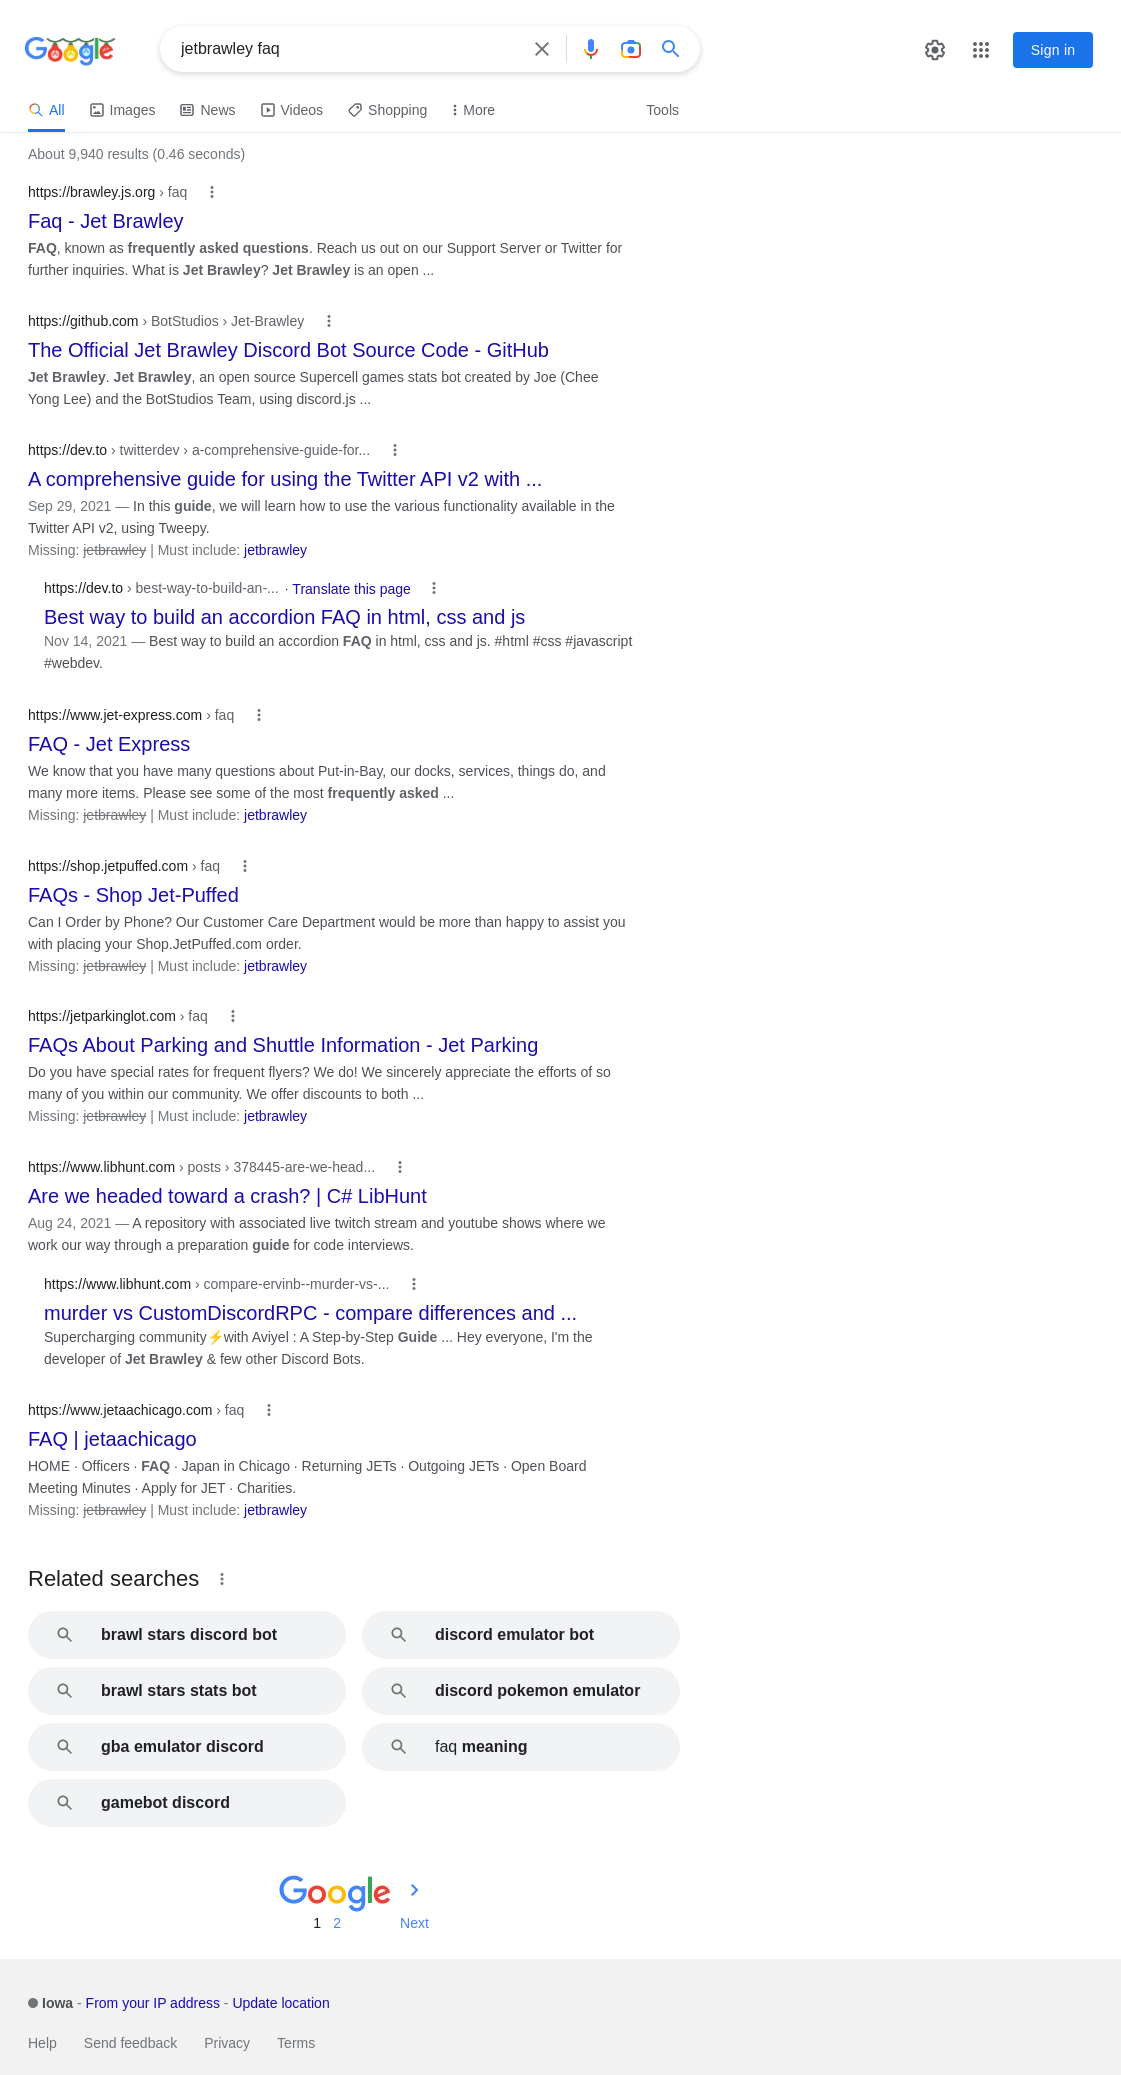 Google
jetbrawley faq
Sign in
All Images News Videos Shopping More Tools
About 9,940 results (0.46 seconds)
https://brawley.js.org › faq
Faq - Jet Brawley
FAQ, known as frequently asked questions. Reach us out on our Support Server or Twitter for
further inquiries. What is Jet Brawley? Jet Brawley is an open ...
https://github.com › BotStudios › Jet-Brawley
The Official Jet Brawley Discord Bot Source Code - GitHub
Jet Brawley. Jet Brawley, an open source Supercell games stats bot created by Joe (Chee
Yong Lee) and the BotStudios Team, using discord.js ...
https://dev.to › twitterdev › a-comprehensive-guide-for...
A comprehensive guide for using the Twitter API v2 with ...
Sep 29, 2021 — In this guide, we will learn how to use the various functionality available in the
Twitter API v2, using Tweepy.
Missing: jetbrawley | Must include: jetbrawley
https://dev.to › best-way-to-build-an-... · Translate this page
Best way to build an accordion FAQ in html, css and js
Nov 14, 2021 — Best way to build an accordion FAQ in html, css and js. #html #css #javascript
#webdev.
https://www.jet-express.com › faq
FAQ - Jet Express
We know that you have many questions about Put-in-Bay, our docks, services, things do, and
many more items. Please see some of the most frequently asked ...
Missing: jetbrawley | Must include: jetbrawley
https://shop.jetpuffed.com › faq
FAQs - Shop Jet-Puffed
Can I Order by Phone? Our Customer Care Department would be more than happy to assist you
with placing your Shop.JetPuffed.com order.
Missing: jetbrawley | Must include: jetbrawley
https://jetparkinglot.com › faq
FAQs About Parking and Shuttle Information - Jet Parking
Do you have special rates for frequent flyers? We do! We sincerely appreciate the efforts of so
many of you within our community. We offer discounts to both ...
Missing: jetbrawley | Must include: jetbrawley
https://www.libhunt.com › posts › 378445-are-we-head...
Are we headed toward a crash? | C# LibHunt
Aug 24, 2021 — A repository with associated live twitch stream and youtube shows where we
work our way through a preparation guide for code interviews.
https://www.libhunt.com › compare-ervinb--murder-vs-...
murder vs CustomDiscordRPC - compare differences and ...
Supercharging community⚡with Aviyel : A Step-by-Step Guide ... Hey everyone, I'm the
developer of Jet Brawley & few other Discord Bots.
https://www.jetaachicago.com › faq
FAQ | jetaachicago
HOME · Officers · FAQ · Japan in Chicago · Returning JETs · Outgoing JETs · Open Board
Meeting Minutes · Apply for JET · Charities.
Missing: jetbrawley | Must include: jetbrawley
Related searches
brawl stars discord bot
discord emulator bot
brawl stars stats bot
discord pokemon emulator
gba emulator discord
faq meaning
gamebot discord
Google
1 2 Next
Iowa - From your IP address - Update location
Help Send feedback Privacy Terms